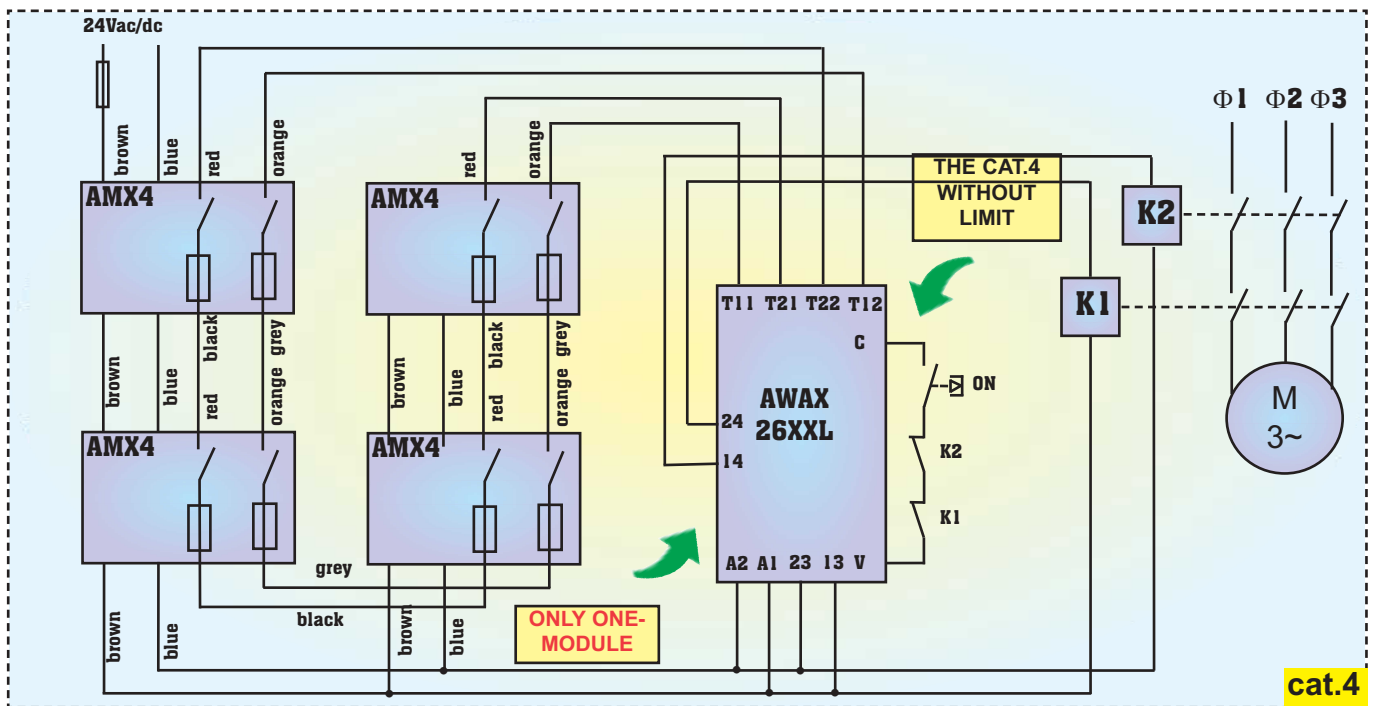 24Vac/dc
Φ1 Φ2 Φ3
brown
blue
red
orange
red
orange
THE CAT.4
WITHOUT
LIMIT
AMX4
AMX4
K2
K1
T11 T21 T22 T12
C
black
grey
black
grey
brown
blue
red
orange
brown
blue
red
orange
AWAX
26XXL
ON
24
14
K2
K1
M
3~
AMX4
AMX4
A2 A1 23 13 V
grey
black
ONLY ONE-
MODULE
brown
blue
brown
blue
cat.4